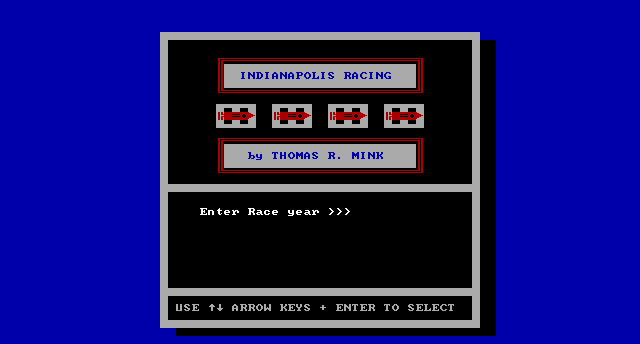 INDIANAPOLIS RACING
by THOMAS R. MINK
Enter Race year >>>
USE ↑↓ ARROW KEYS + ENTER TO SELECT